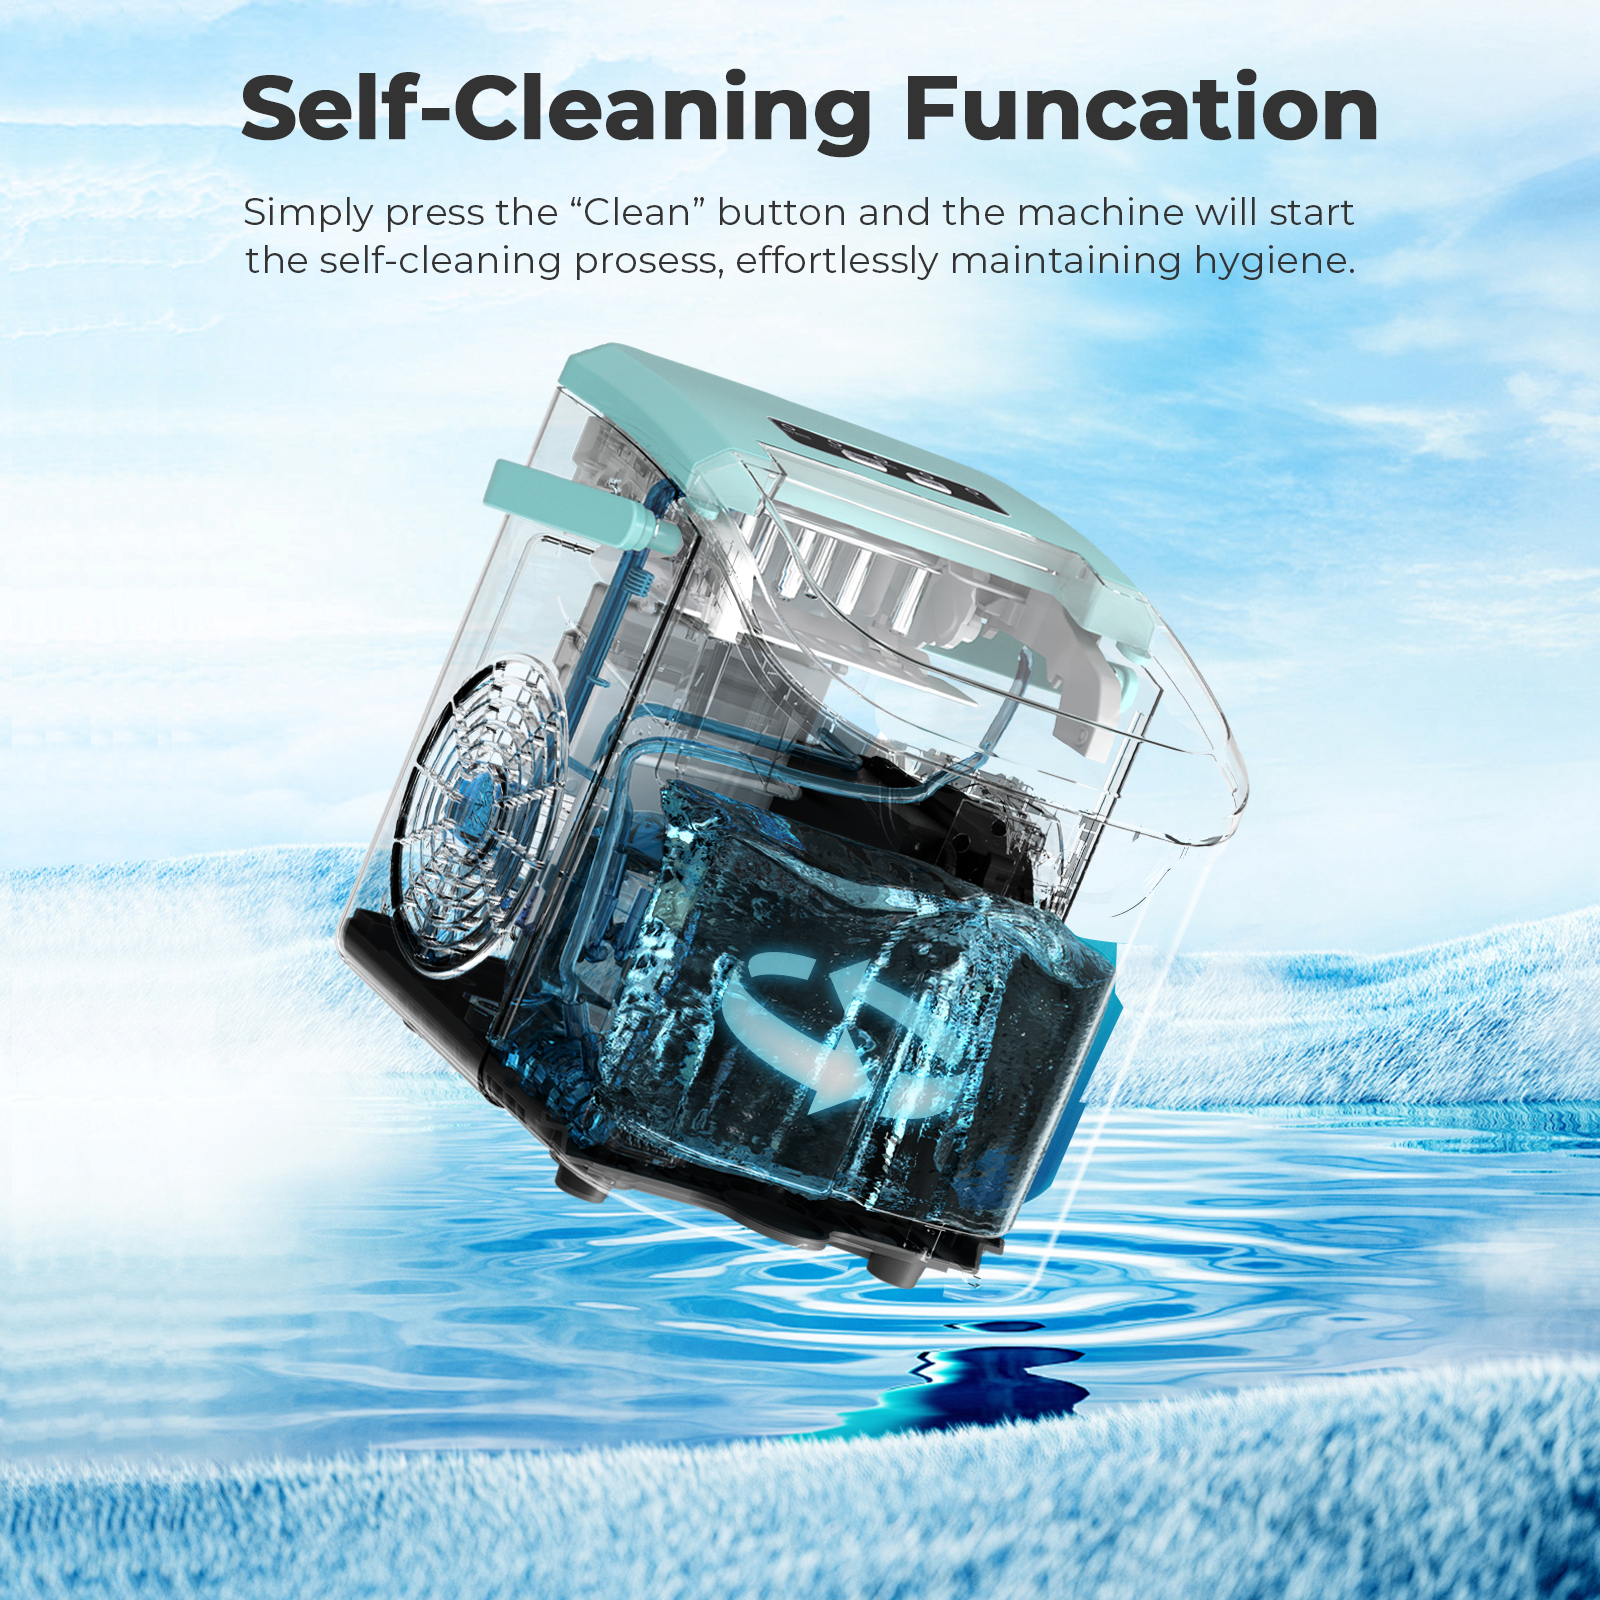 Self-Cleaning Funcation
Simply press the “Clean” button and the machine will start
the self-cleaning prosess, effortlessly maintaining hygiene.